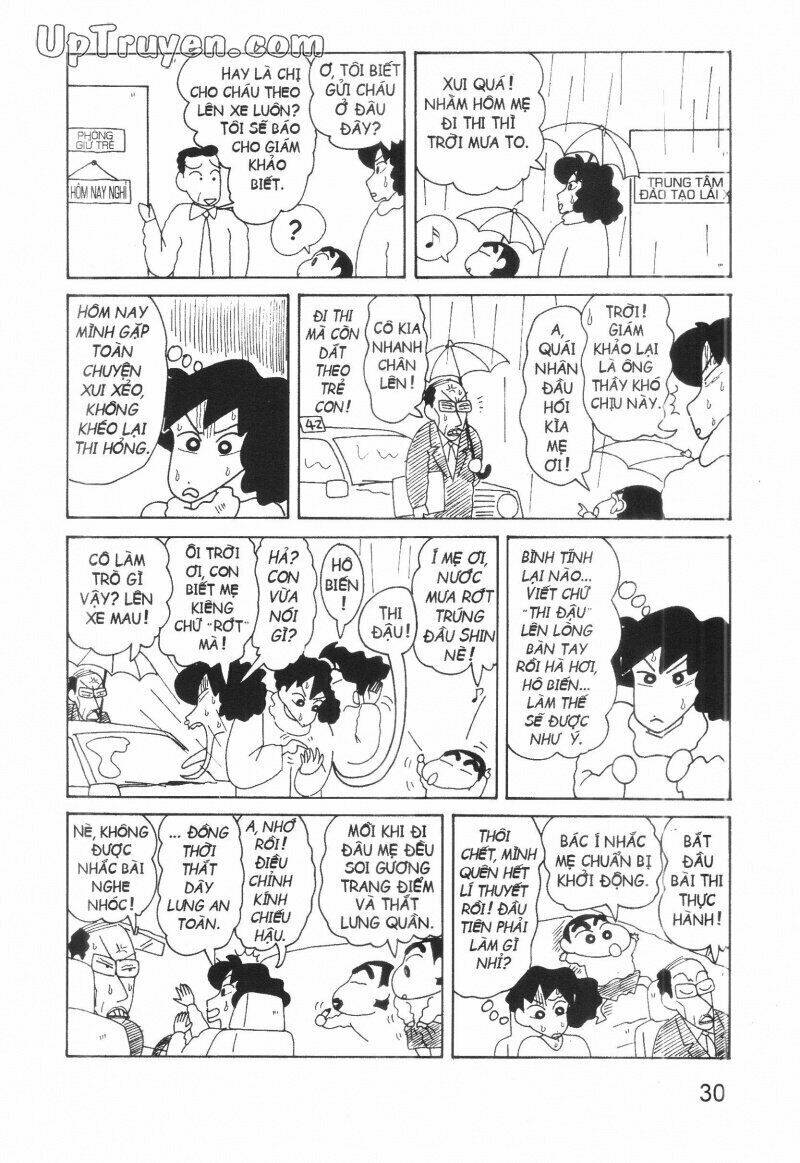 UpTruyen.com
XUI QUÁ!
NHẰM HÔM MẸ
ĐI THI THÌ
TRỜI MƯA TO.
TRUNG TÂM
ĐÀO TẠO LÁI X
Ơ, TÔI BIẾT
GỬI CHÁU
Ở ĐÂU
ĐÂY?
HAY LÀ CHỊ
CHO CHÁU THEO
LÊN XE LUÔN?
TÔI SẼ BÁO
CHO GIÁM
KHẢO
BIẾT.
?
PHÒNG
GIỮ TRẺ
HÔM NAY NGHỈ
TRỜI!
GIÁM
KHẢO LẠI
LÀ ÔNG
THẦY KHÓ
CHỊU NÀY.
A,
QUÁI
NHÂN
ĐẦU
HÓI
KÌA
MẸ
ƠI!
CÔ KIA
NHANH
CHÂN
LÊN!
ĐI THI
MÀ CÒN
DẮT
THEO
TRẺ
CON!
42
HÔM NAY
MÌNH GẶP
TOÀN
CHUYỆN
XUI XẺO,
KHÔNG
KHÉO LẠI
THI HỎNG.
BÌNH TĨNH
LẠI NÀO...
VIẾT CHỮ
"THI ĐẬU"
LÊN LÒNG
BÀN TAY
RỒI HÀ HƠI,
HÔ BIẾN...
LÀM THẾ
SẼ ĐƯỢC
NHƯ Ý.
Í MẸ ƠI,
NƯỚC
MƯA RỚT
TRÚNG
ĐẦU SHIN
NÈ!
THI
ĐẬU!
HÔ
BIẾN!
HẢ?
CON
VỪA
NÓI
GÌ?
ÔI TRỜI
ƠI, CON
BIẾT MẸ
KIÊNG
CHỮ "RỚT"
MÀ!
CÔ LÀM
TRÒ GÌ
VẬY? LÊN
XE MAU!
BẮT
ĐẦU
BÀI THI
THỰC
HÀNH!
BÁC Í NHẮC
MẸ CHUẨN BỊ
KHỞI ĐỘNG.
THÔI
CHẾT, MÌNH
QUÊN HẾT
LÍ THUYẾT
RỒI! ĐẦU
TIÊN PHẢI
LÀM GÌ
NHỈ?
MỖI KHI ĐI
ĐÂU MẸ ĐỀU
SOI GƯƠNG
TRANG ĐIỂM
VÀ THẮT
LƯNG QUẦN.
A, NHỚ
RỒI!
ĐIỀU
CHỈNH
KÍNH
CHIẾU
HẬU.
... ĐỒNG
THỜI
THẮT
DÂY
LƯNG AN
TOÀN.
NÈ, KHÔNG
ĐƯỢC
NHẮC BÀI
NGHE
NHÓC!
30